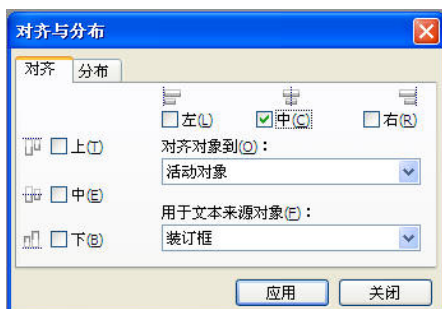 对齐与分布
对齐 分布
左(L) 中(C) 右(R)
上(T) 对齐对象到(O)：
活动对象
中(E)
用于文本来源对象(F)：
下(B) 装订框
应用 关闭